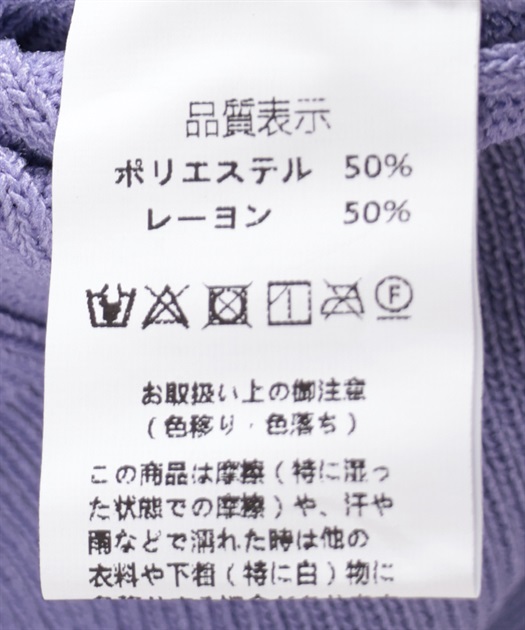 品質表示
ポリエステル 50%
レーヨン 50%
F
お取扱い上の御注意
(色移り・色落ち)
この商品は摩擦(特に湿っ
た状態での摩擦)や、汗や
雨などで濡れた時は他の
衣料や下着(特に白)物に